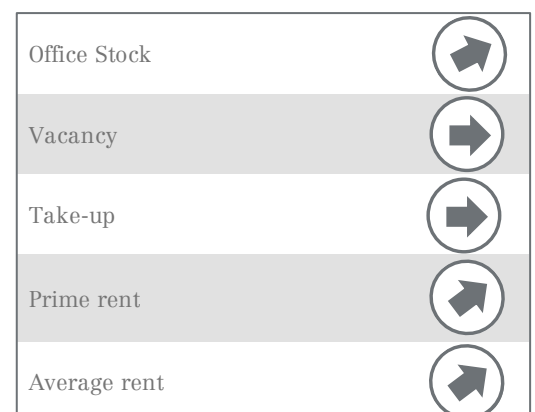 Office Stock
Vacancy
Take-up
Prime rent
Average rent